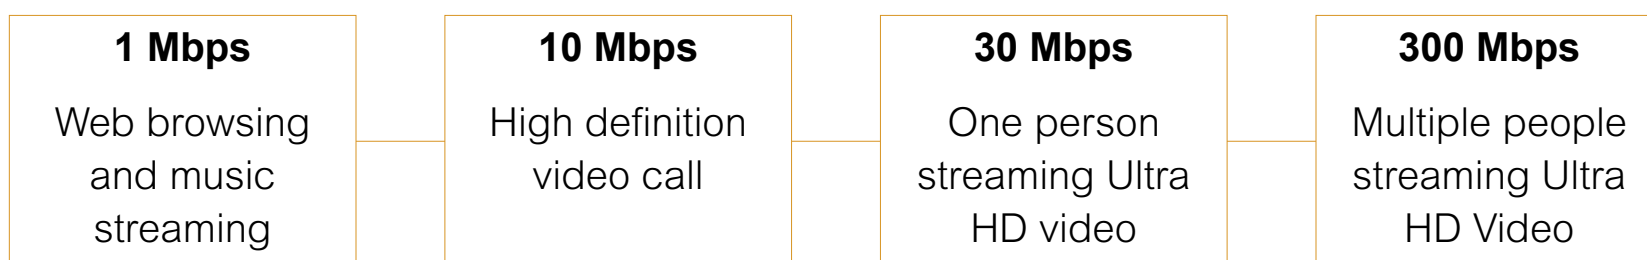 1 Mbps
Web browsing
and music
streaming
10 Mbps
High definition
video call
30 Mbps
One person
streaming Ultra
HD video
300 Mbps
Multiple people
streaming Ultra
HD Video